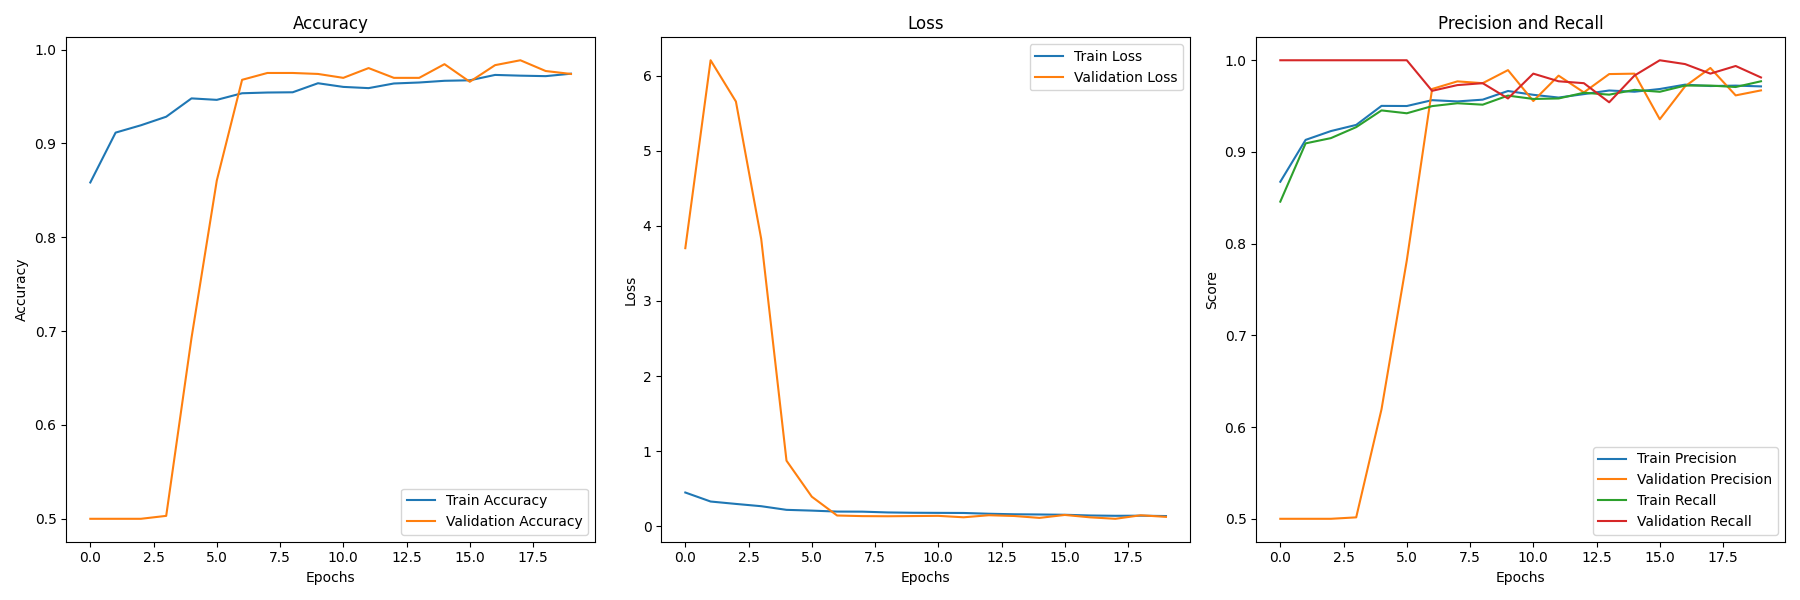 Accuracy
1.0
0.9
0.8
0.7
0.6
0.5
Accuracy
Train Accuracy
Validation Accuracy
0.0 2.5 5.0 7.5 10.0 12.5 15.0 17.5
Epochs
Loss
6
5
4
3
2
1
0
Loss
Train Loss
Validation Loss
0.0 2.5 5.0 7.5 10.0 12.5 15.0 17.5
Epochs
Precision and Recall
1.0
0.9
0.8
0.7
0.6
0.5
Score
Train Precision
Validation Precision
Train Recall
Validation Recall
0.0 2.5 5.0 7.5 10.0 12.5 15.0 17.5
Epochs